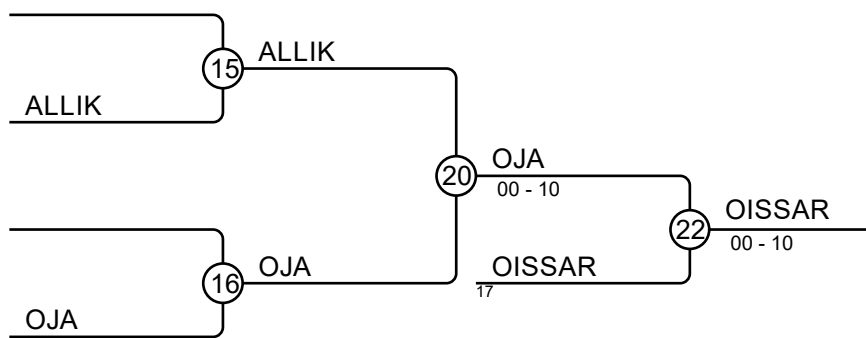 ALLIK
15
ALLIK
OJA
20
00 - 10
OISSAR
22
00 - 10
OISSAR
17
OJA
16
OJA